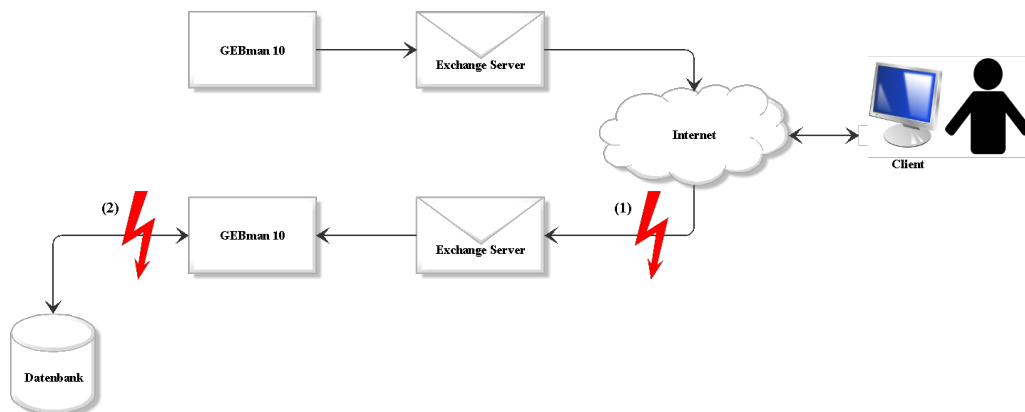 GEBman 10
Exchange Server
Internet
Client
(2)
GEBman 10
Exchange Server
(1)
Datenbank